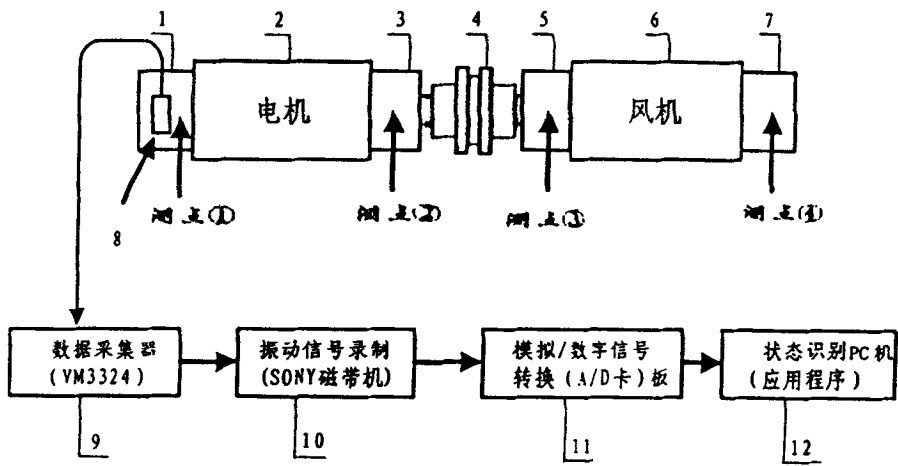 1 2 3 4 5 6 7
电机
风机
测点①
测点②
测点③
测点④
8
数据采集器
(VM3324)
振动信号录制
(SONY磁带机)
模拟/数字信号
转换(A/D卡)板
状态识别PC机
(应用程序)
9 10 11 12